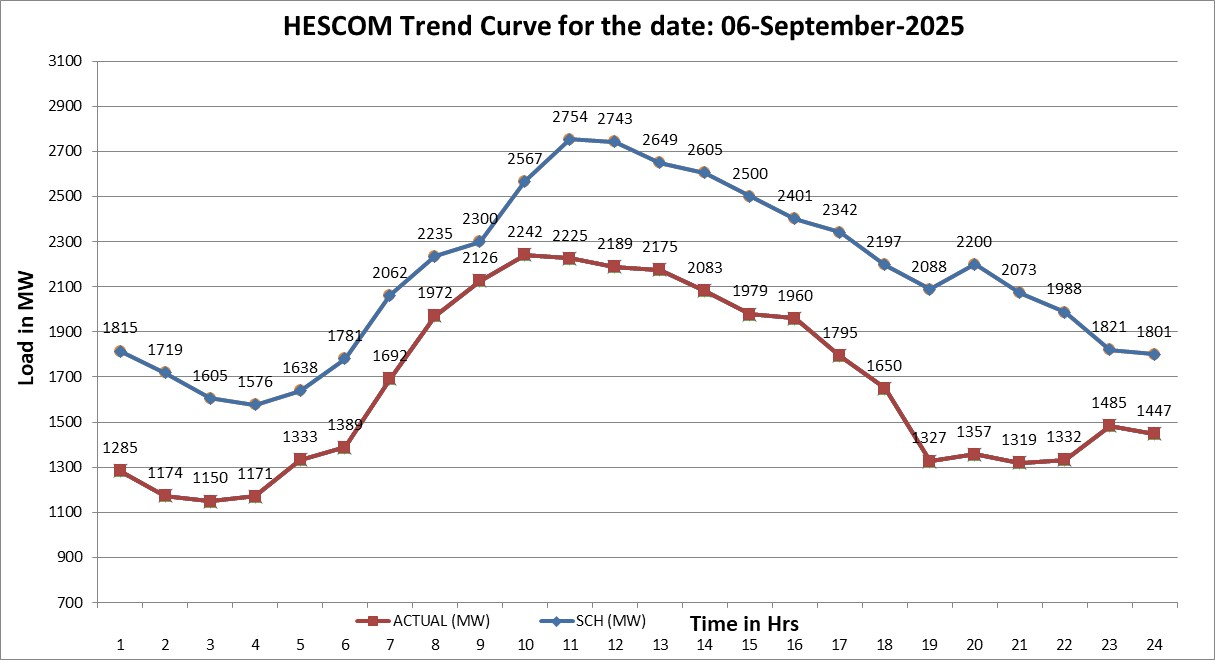 HESCOM Trend Curve for the date: 06-September-2025
3100
2900
2700
2500
2300
2100
1900
1700
1500
1300
1100
900
700
Load in MW
1815 1719 1605 1576 1638 1781 2062 2235 2300 2567 2754 2743 2649 2605 2500 2401 2342 2197 2088 2200 2073 1988 1821 1801
1285 1174 1150 1171 1333 1389 1692 1972 2126 2242 2225 2189 2175 2083 1979 1960 1795 1650 1327 1357 1319 1332 1485 1447
ACTUAL (MW) SCH (MW) Time in Hrs
1 2 3 4 5 6 7 8 9 10 11 12 13 14 15 16 17 18 19 20 21 22 23 24